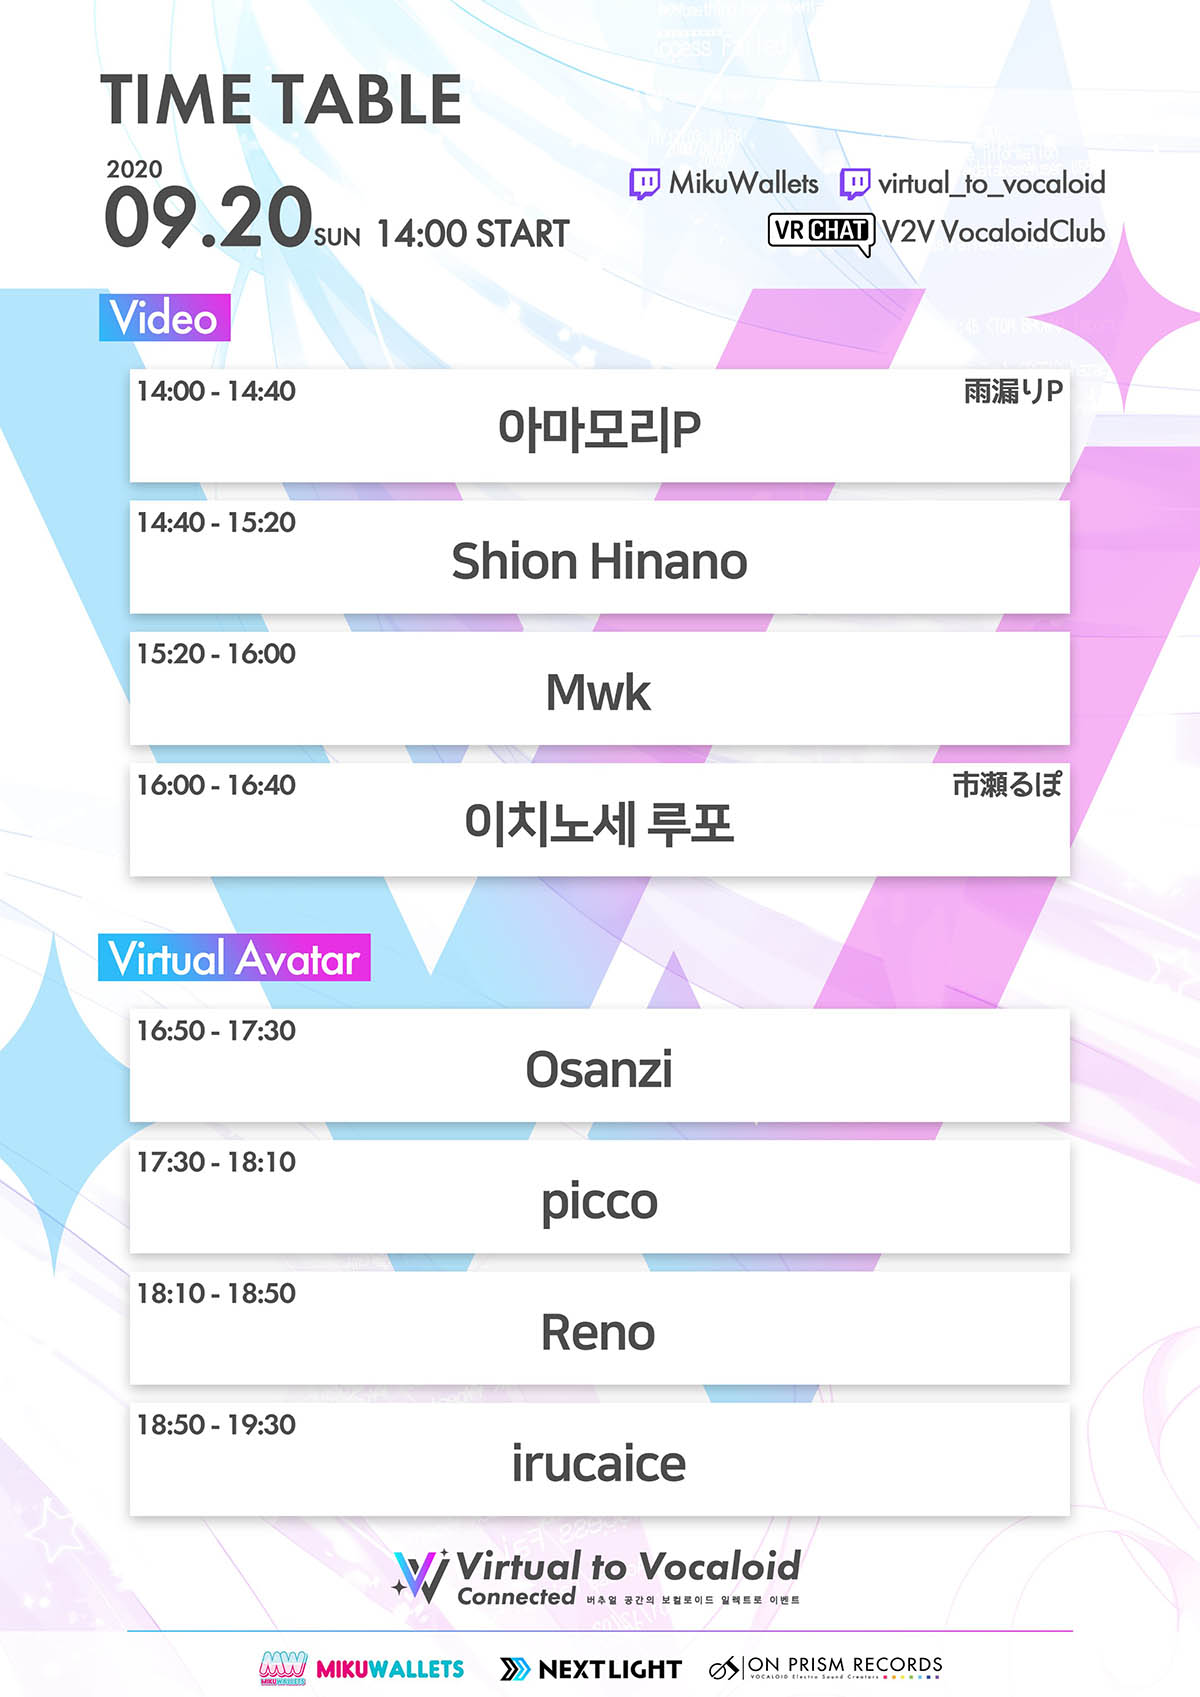 TIME TABLE
2020
09.20 SUN 14:00 START
MikuWallets virtual_to_vocaloid
VRCHAT V2V VocaloidClub
Video
14:00 - 14:40
雨漏りP
아마모리P
14:40 - 15:20
Shion Hinano
15:20 - 16:00
Mwk
16:00 - 16:40
市瀬るぽ
이치노세 루포
Virtual Avatar
16:50 - 17:30
Osanzi
17:30 - 18:10
picco
18:10 - 18:50
Reno
18:50 - 19:30
irucaice
Virtual to Vocaloid
Connected 버추얼 공간의 보컬로이드 일렉트로 이벤트
MW MIKUWALLETS MIKUWALLETS NEXTLIGHT ON PRISM RECORDS
VOCALOID Electro Sound Creators